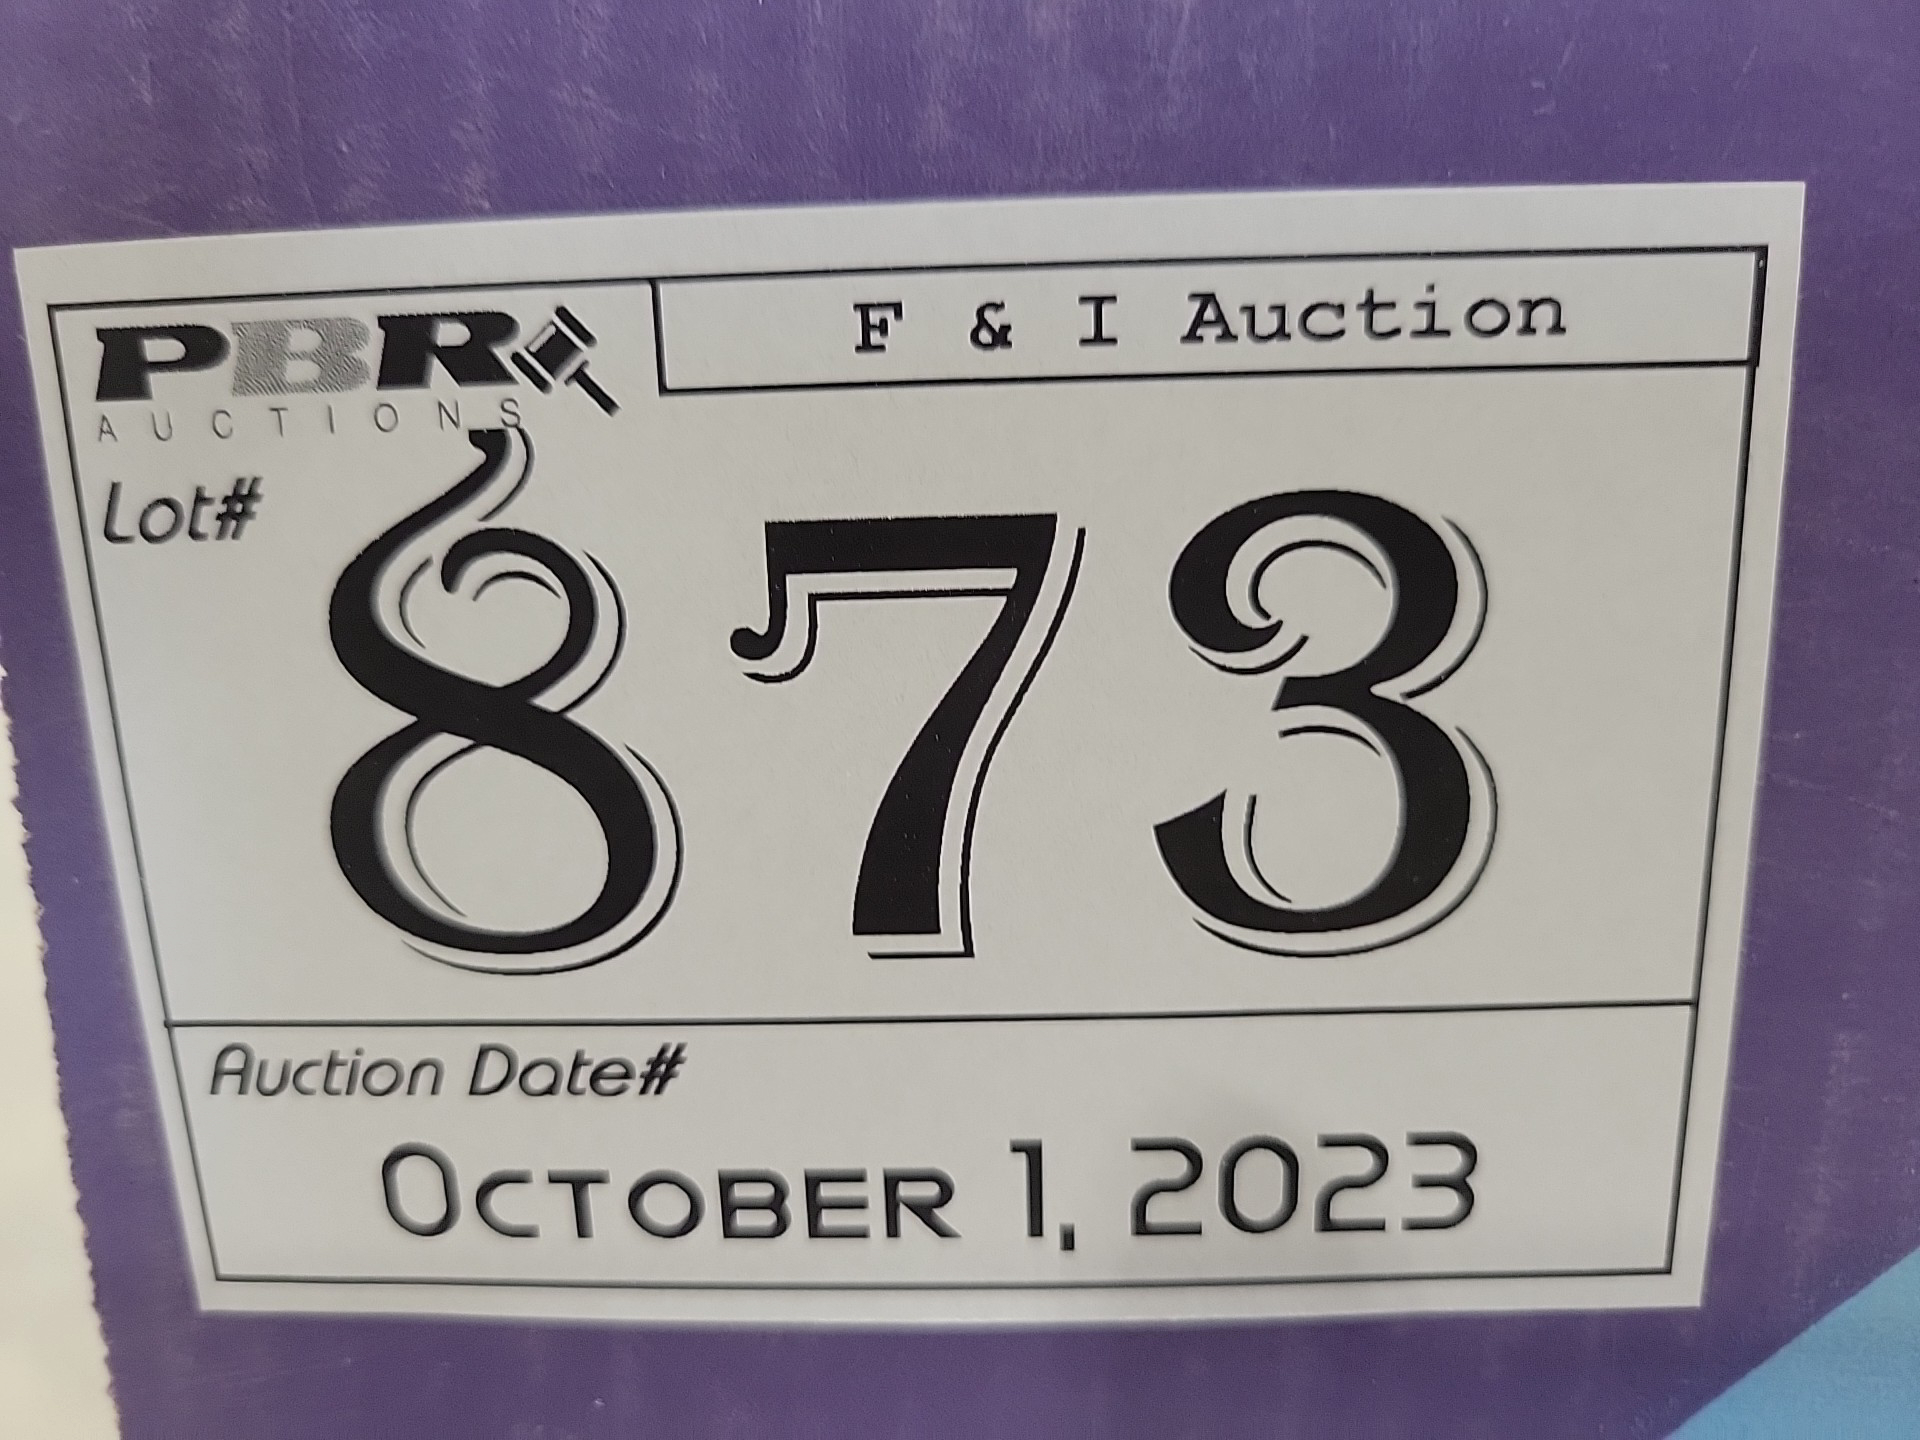 PBR
AUCTIONS
F & I Auction
Lot#
873
Auction Date#
OCTOBER 1, 2023